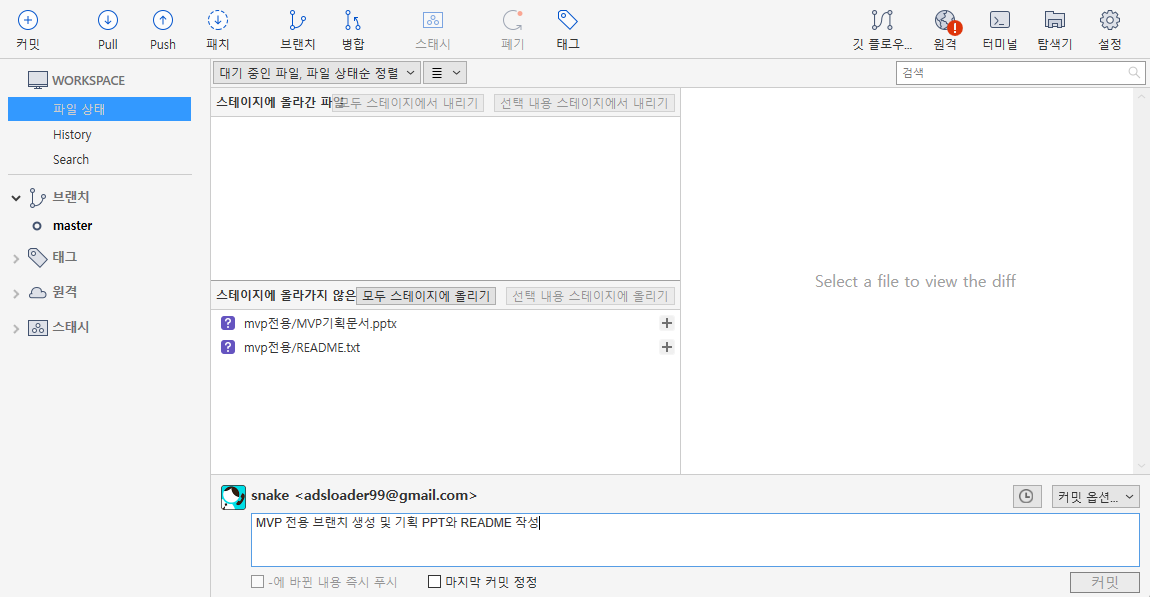 커밋
Pull
Push
패치
브랜치
병합
스태시
폐기
태그
깃 플로우...
원격
터미널
탐색기
설정
WORKSPACE
파일 상태
History
Search
브랜치
master
태그
원격
스태시
대기 중인 파일, 파일 상태순 정렬
검색
스테이지에 올라간 파일
모두 스테이지에서 내리기
선택 내용 스테이지에서 내리기
Select a file to view the diff
스테이지에 올라가지 않은
모두 스테이지에 올리기
선택 내용 스테이지에 올리기
mvp전용/MVP기획문서.pptx
mvp전용/README.txt
snake <adsloader99@gmail.com>
커밋 옵션...
MVP 전용 브랜치 생성 및 기획 PPT와 README 작성
-에 바뀐 내용 즉시 푸시
마지막 커밋 정정
커밋